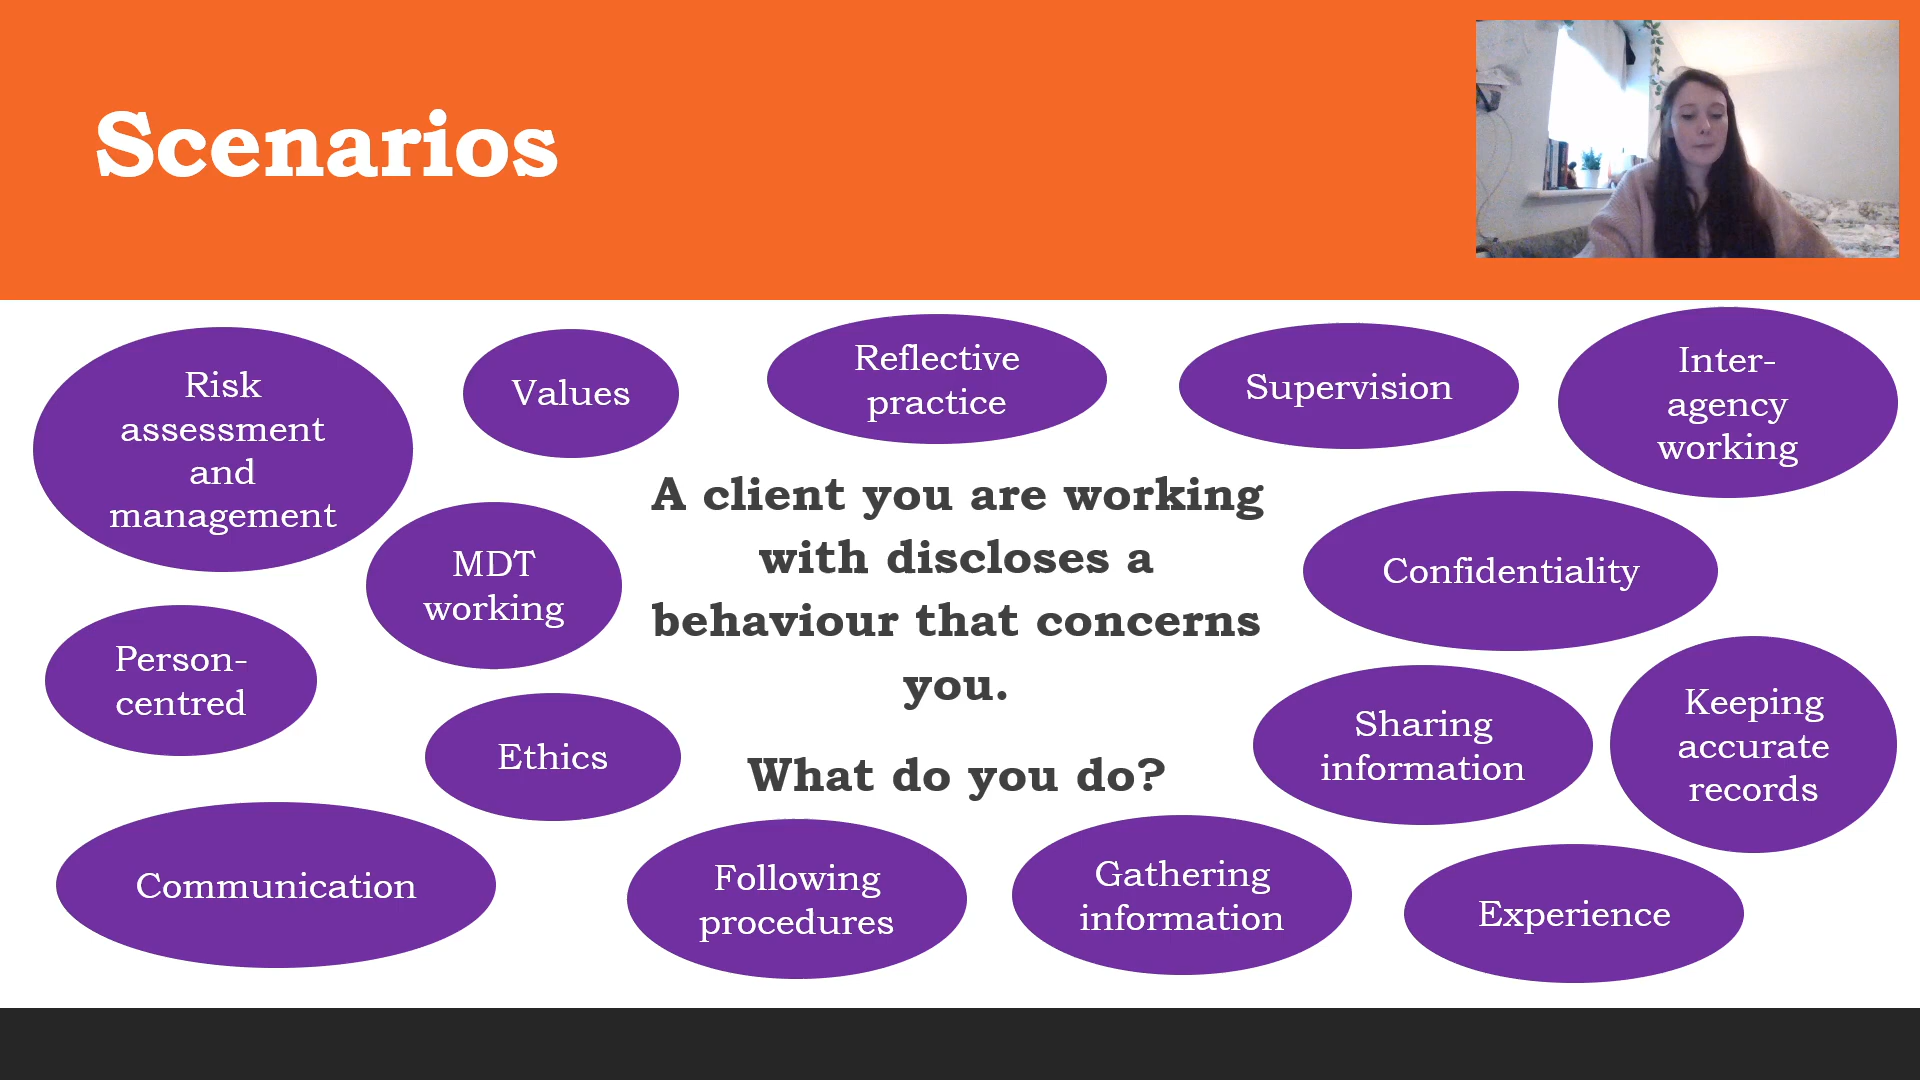 Scenarios
Risk
assessment
and
management
Values
Reflective
practice
Supervision
Inter-
agency
working
MDT
working
A client you are working
with discloses a
behaviour that concerns
you.
What do you do?
Confidentiality
Person-
centred
Ethics
Sharing
information
Keeping
accurate
records
Communication
Following
procedures
Gathering
information
Experience